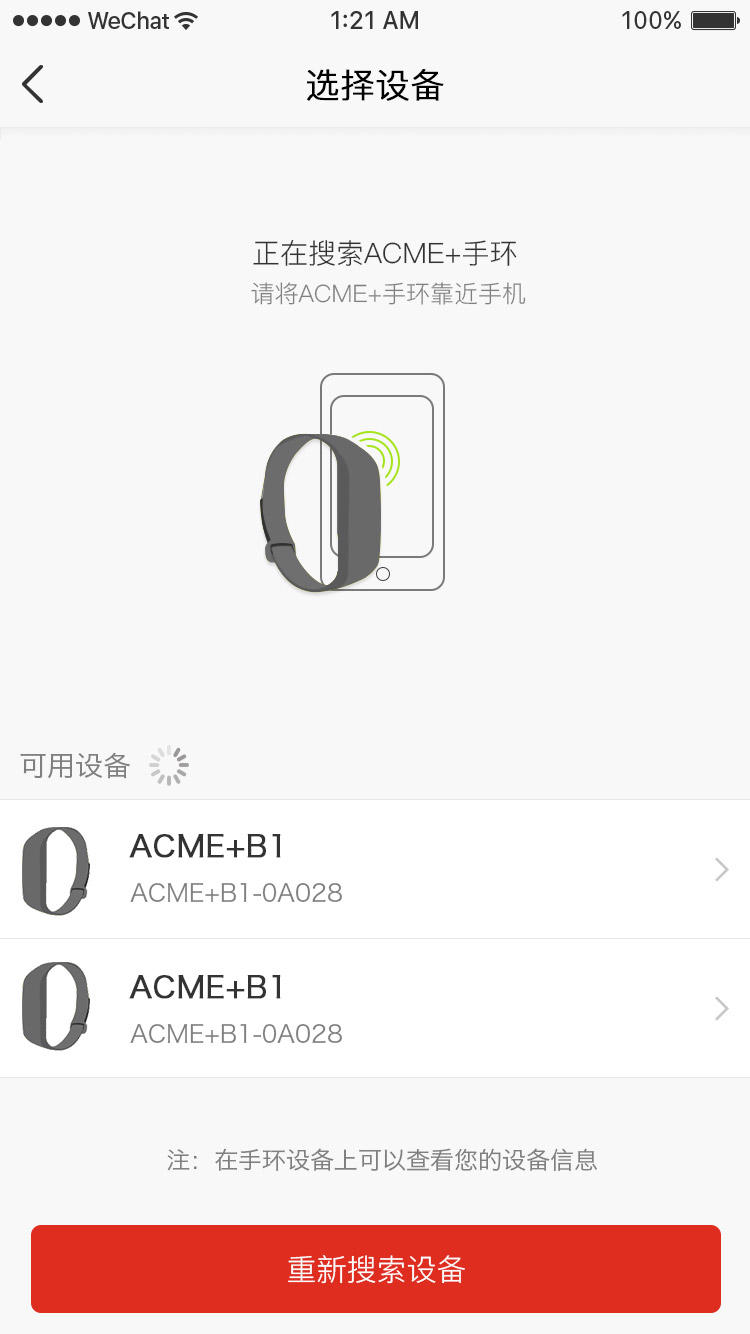 WeChat 1:21 AM 100%
选择设备
正在搜索ACME+手环
请将ACME+手环靠近手机
可用设备
ACME+B1
ACME+B1-0A028
ACME+B1
ACME+B1-0A028
注：在手环设备上可以查看您的设备信息
重新搜索设备